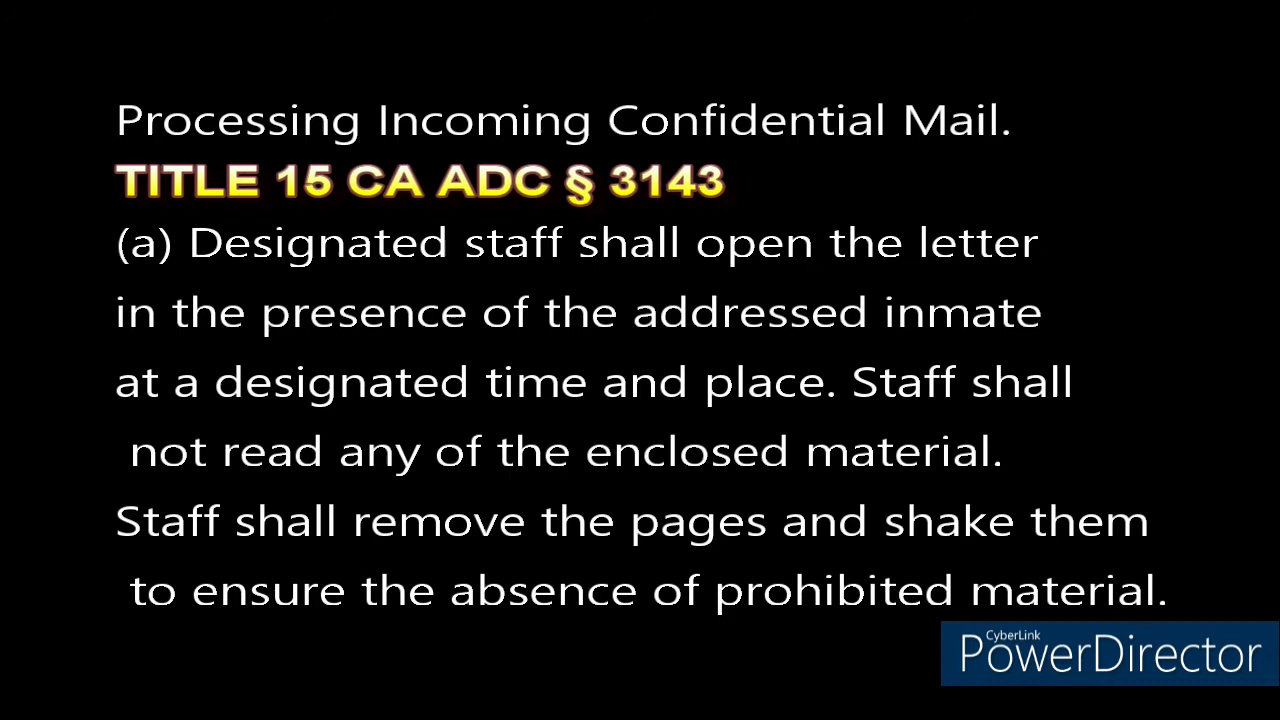 Processing Incoming Confidential Mail.
TITLE 15 CA ADC § 3143
(a) Designated staff shall open the letter
in the presence of the addressed inmate
at a designated time and place. Staff shall
not read any of the enclosed material.
Staff shall remove the pages and shake them
to ensure the absence of prohibited material.
CyberLink
PowerDirector